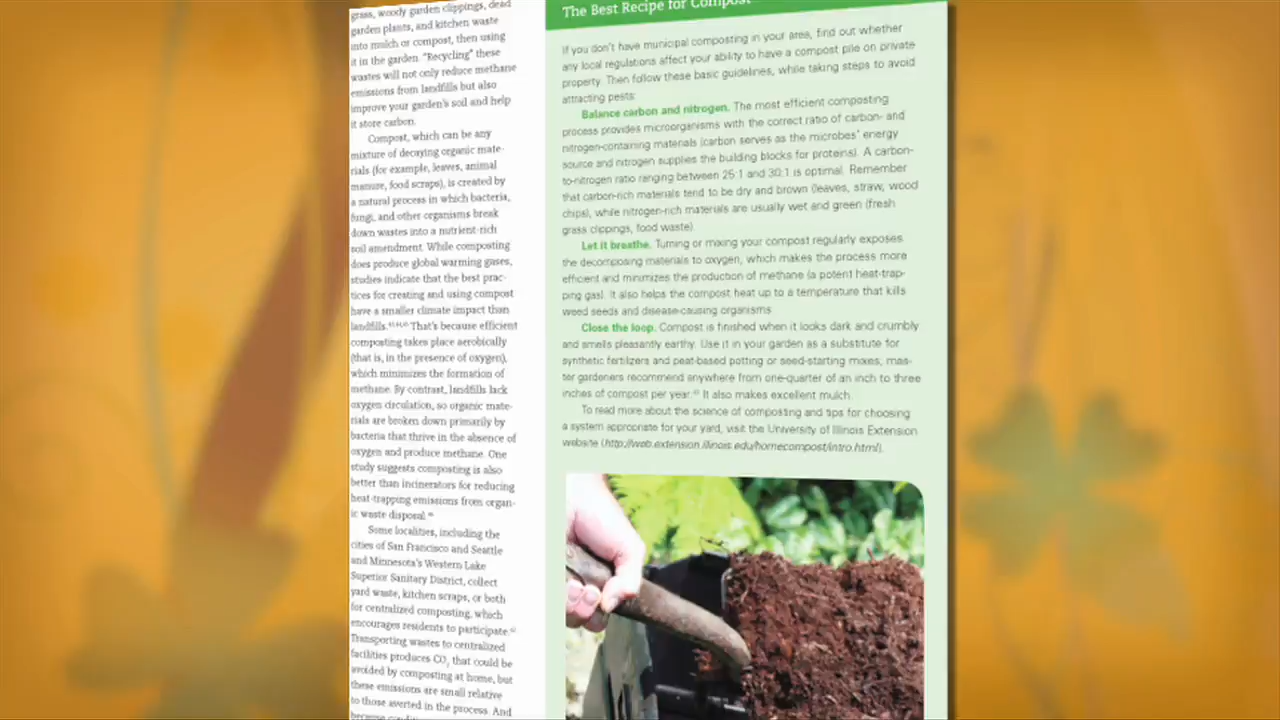 grass, woody garden clippings, dead
garden plants, and kitchen waste
into mulch or compost, then using
it in the garden. "Recycling" these
wastes will not only reduce methane
emissions from landfills but also
improve your garden's soil and help
it store carbon.
Compost, which can be any
mixture of decaying organic mate-
rials (for example, leaves, animal
manure, food scraps), is created by
a natural process in which bacteria,
fungi, and other organisms break
down wastes into a nutrient-rich
soil amendment. While composting
does produce global warming gases,
studies indicate that the best prac-
tices for creating and using compost
have a smaller climate impact than
landfills. That's because efficient
composting takes place aerobically
(that is, in the presence of oxygen),
which minimizes the formation of
methane. By contrast, landfills lack
oxygen circulation, so organic mate-
rials are broken down primarily by
bacteria that thrive in the absence of
oxygen and produce methane. One
study suggests composting is also
better than incinerators for reducing
heat-trapping emissions from organ-
ic waste disposal.
Some localities, including the
cities of San Francisco and Seattle
and Minnesota's Western Lake
Superior Sanitary District, collect
yard waste, kitchen scraps, or both
for centralized composting, which
encourages residents to participate.
Transporting wastes to centralized
facilities produces CO₂ that could be
avoided by composting at home, but
these emissions are small relative
to those averted in the process. And
The Best Recipe for Compost
If you don't have municipal composting in your area, find out whether
any local regulations affect your ability to have a compost pile on private
property. Then follow these basic guidelines, while taking steps to avoid
attracting pests:
Balance carbon and nitrogen. The most efficient composting
process provides microorganisms with the correct ratio of carbon- and
nitrogen-containing materials (carbon serves as the microbes' energy
source and nitrogen supplies the building blocks for proteins). A carbon-
to-nitrogen ratio ranging between 25:1 and 30:1 is optimal. Remember
that carbon-rich materials tend to be dry and brown (leaves, straw, wood
chips), while nitrogen-rich materials are usually wet and green (fresh
grass clippings, food waste).
Let it breathe. Turning or mixing your compost regularly exposes
the decomposing materials to oxygen, which makes the process more
efficient and minimizes the production of methane (a potent heat-trap-
ping gas). It also helps the compost heat up to a temperature that kills
weed seeds and disease-causing organisms.
Close the loop. Compost is finished when it looks dark and crumbly
and smells pleasantly earthy. Use it in your garden as a substitute for
synthetic fertilizers and peat-based potting or seed-starting mixes; mas-
ter gardeners recommend anywhere from one-quarter of an inch to three
inches of compost per year. It also makes excellent mulch.
To read more about the science of composting and tips for choosing
a system appropriate for your yard, visit the University of Illinois Extension
website (http://web.extension.illinois.edu/homecompost/intro.html).